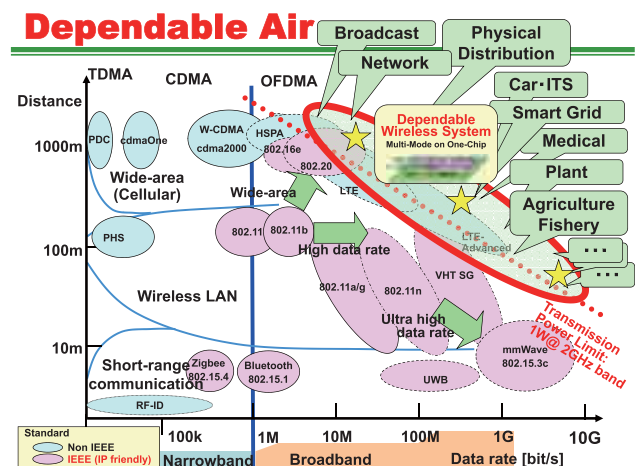 Dependable Air
Broadcast
Network
Physical
Distribution
Car・ITS
Smart Grid
Medical
Plant
Agriculture
Fishery
・・・
・・・
TDMA
CDMA
OFDMA
Distance
1000m
100m
10m
PDC
cdmaOne
W-CDMA
cdma2000
HSPA
802.16e
802.20
LTE
Dependable
Wireless System
Multi-Mode on One-Chip
Wide-area
(Cellular)
Wide-area
PHS
802.11
802.11b
High data rate
LTE-
Advanced
VHT SG
802.11a/g
802.11n
Wireless LAN
Ultra high
data rate
Transmission
Power Limit:
1W@ 2GHz band
Short-range
communication
Zigbee
802.15.4
Bluetooth
802.15.1
UWB
mmWave
802.15.3c
RF-ID
100k
1M
10M
100M
1G
10G
Narrowband
Broadband
Data rate [bit/s]
Standard
Non IEEE
IEEE (IP friendly)